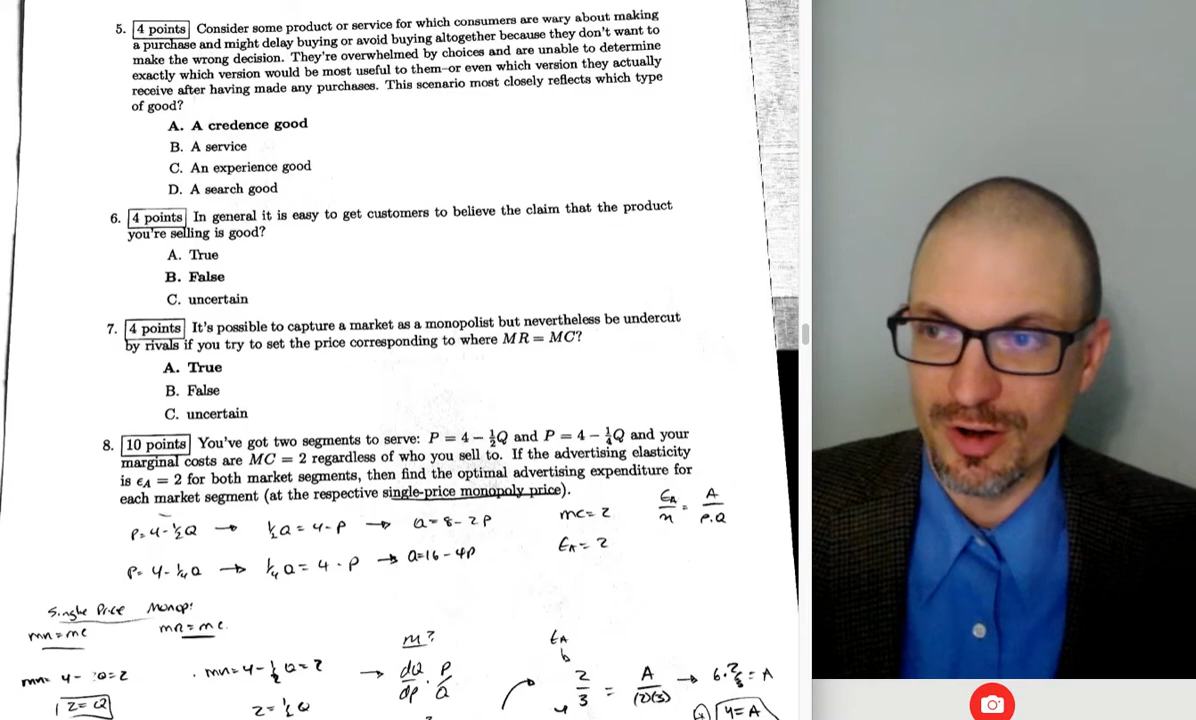 5. 4 points Consider some product or service for which consumers are wary about making
a purchase and might delay buying or avoid buying altogether because they don't want to
make the wrong decision. They're overwhelmed by choices and are unable to determine
exactly which version would be most useful to them–or even which version they actually
receive after having made any purchases. This scenario most closely reflects which type
of good?
A. A credence good
B. A service
C. An experience good
D. A search good
6. 4 points In general it is easy to get customers to believe the claim that the product
you're selling is good?
A. True
B. False
C. uncertain
7. 4 points It's possible to capture a market as a monopolist but nevertheless be undercut
by rivals if you try to set the price corresponding to where MR = MC?
A. True
B. False
C. uncertain
8. 10 points You've got two segments to serve: P = 4 − ½Q and P = 4 − ¼Q and your
marginal costs are MC = 2 regardless of who you sell to. If the advertising elasticity
is ϵA = 2 for both market segments, then find the optimal advertising expenditure for
each market segment (at the respective single-price monopoly price).
P=4-½Q → ½Q=4-P → Q=8-2P MC=2 ϵA/η = A/P.Q
P=4-¼Q → ¼Q=4-P → Q=16-4P ϵA=2
Single Price Monop:
MR=MC MR=MC.
η? ϵA
MR=4- Q=2 MR=4-½Q=2 → dQ/dP · P/Q 2/3 = A/(2)(3) → 6·2/3=A
2=Q 2=½Q 4=A